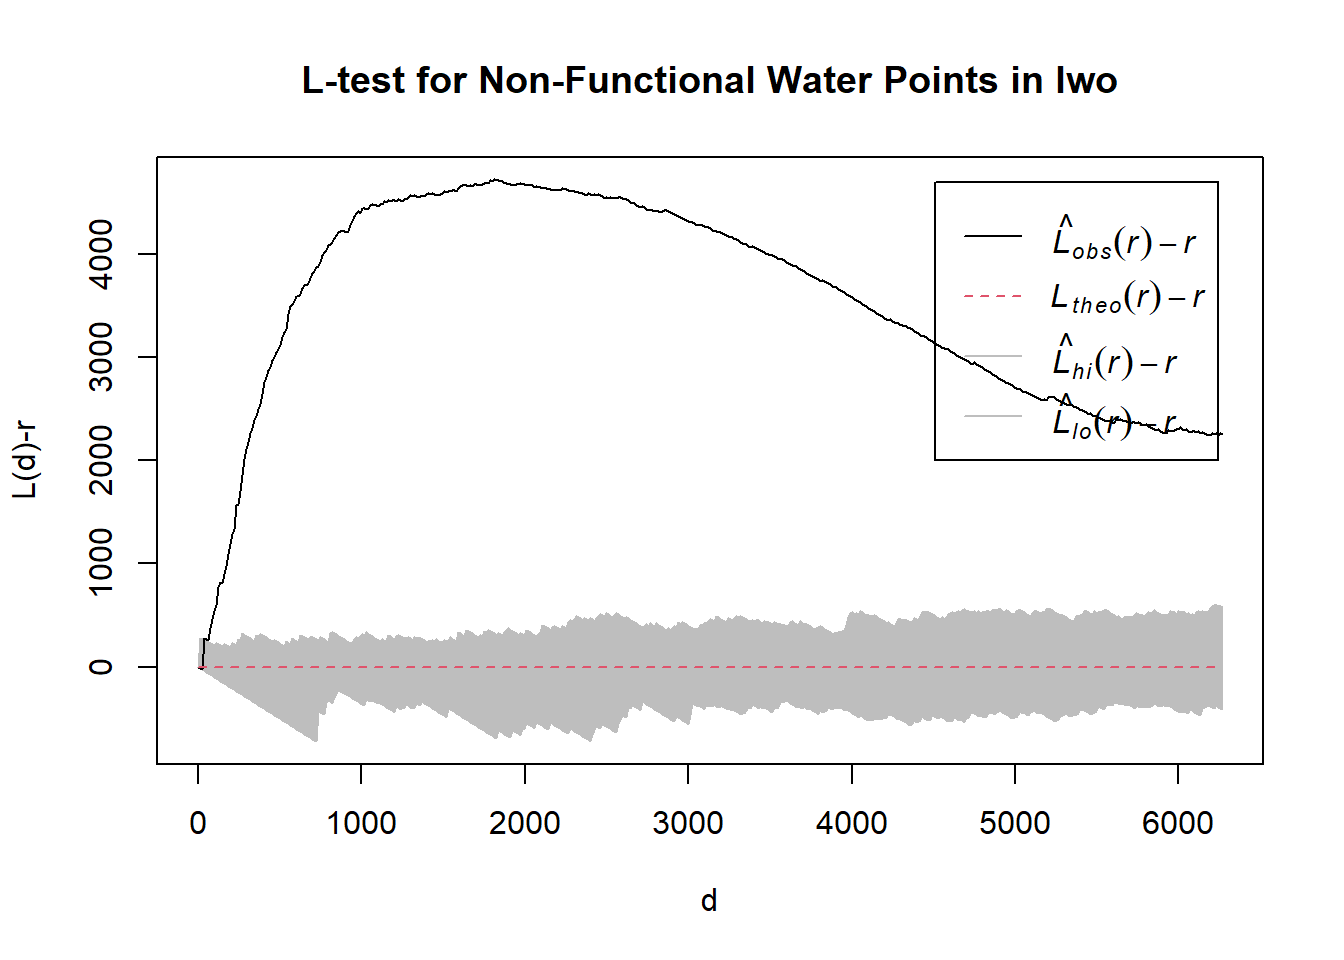 L-test for Non-Functional Water Points in Iwo
L(d)-r
4000
3000
2000
1000
0
L̂obs(r) – r
Ltheo(r) – r
L̂hi(r) – r
L̂lo(r) – r
0 1000 2000 3000 4000 5000 6000
d